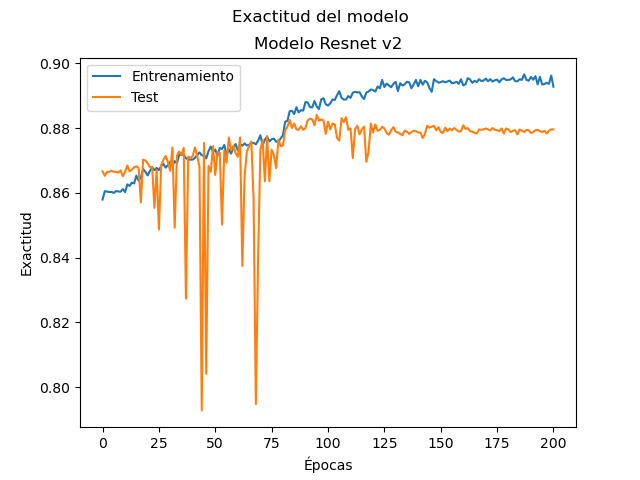 Exactitud del modelo
Modelo Resnet v2
Entrenamiento
Test
Exactitud
0.90
0.88
0.86
0.84
0.82
0.80
0 25 50 75 100 125 150 175 200
Épocas